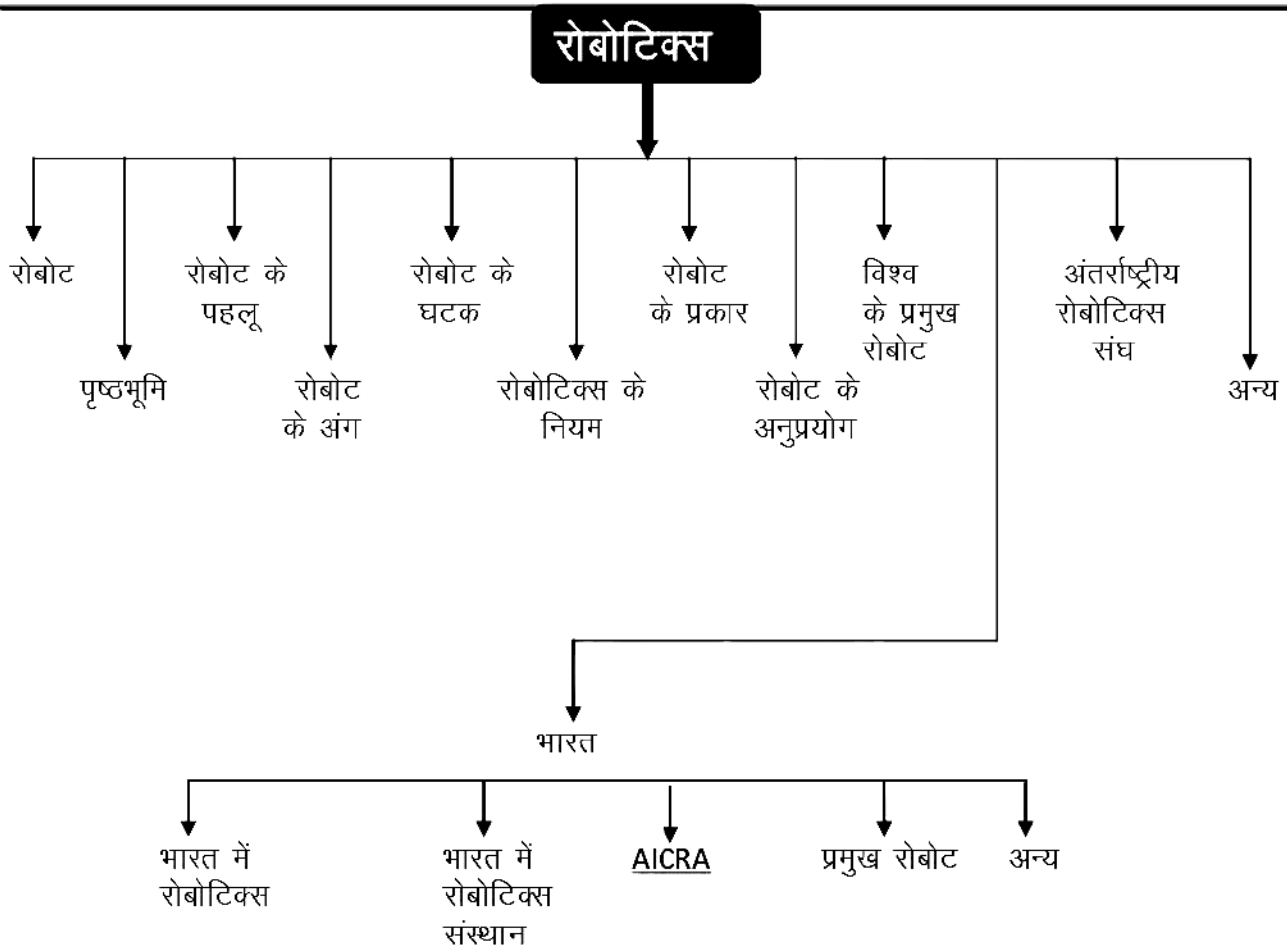 रोबोटिक्स
रोबोट
रोबोट के
पहलू
रोबोट के
घटक
रोबोट
के प्रकार
विश्व
के प्रमुख
रोबोट
अंतर्राष्ट्रीय
रोबोटिक्स
संघ
पृष्ठभूमि
रोबोट
के अंग
रोबोटिक्स के
नियम
रोबोट के
अनुप्रयोग
अन्य
भारत
भारत में
रोबोटिक्स
भारत में
रोबोटिक्स
संस्थान
AICRA
प्रमुख रोबोट
अन्य